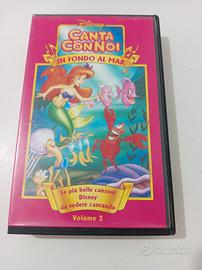 Disney
CANTA
CON NOI
IN FONDO AL MAR
Le più belle canzoni
Disney
da vedere cantando
Volume 2